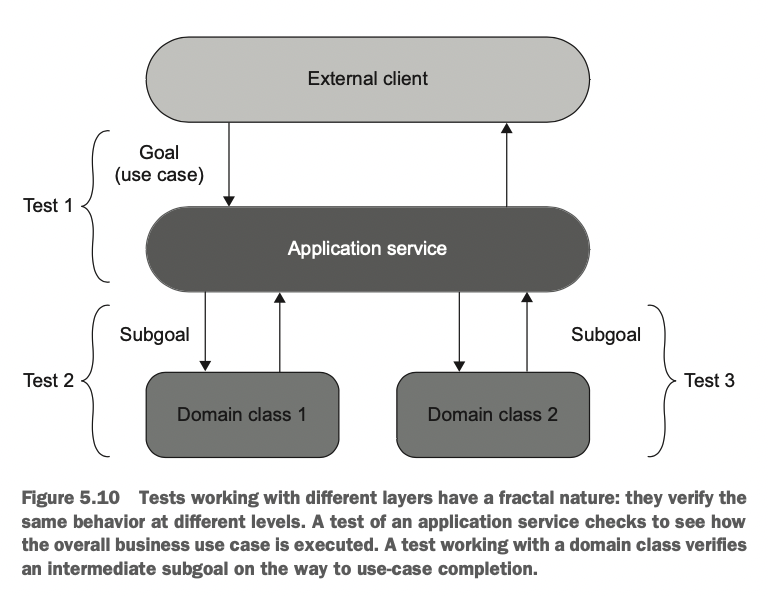 External client
Goal
(use case)
Test 1
Application service
Subgoal
Subgoal
Test 2
Test 3
Domain class 1
Domain class 2
Figure 5.10 Tests working with different layers have a fractal nature: they verify the
same behavior at different levels. A test of an application service checks to see how
the overall business use case is executed. A test working with a domain class verifies
an intermediate subgoal on the way to use-case completion.